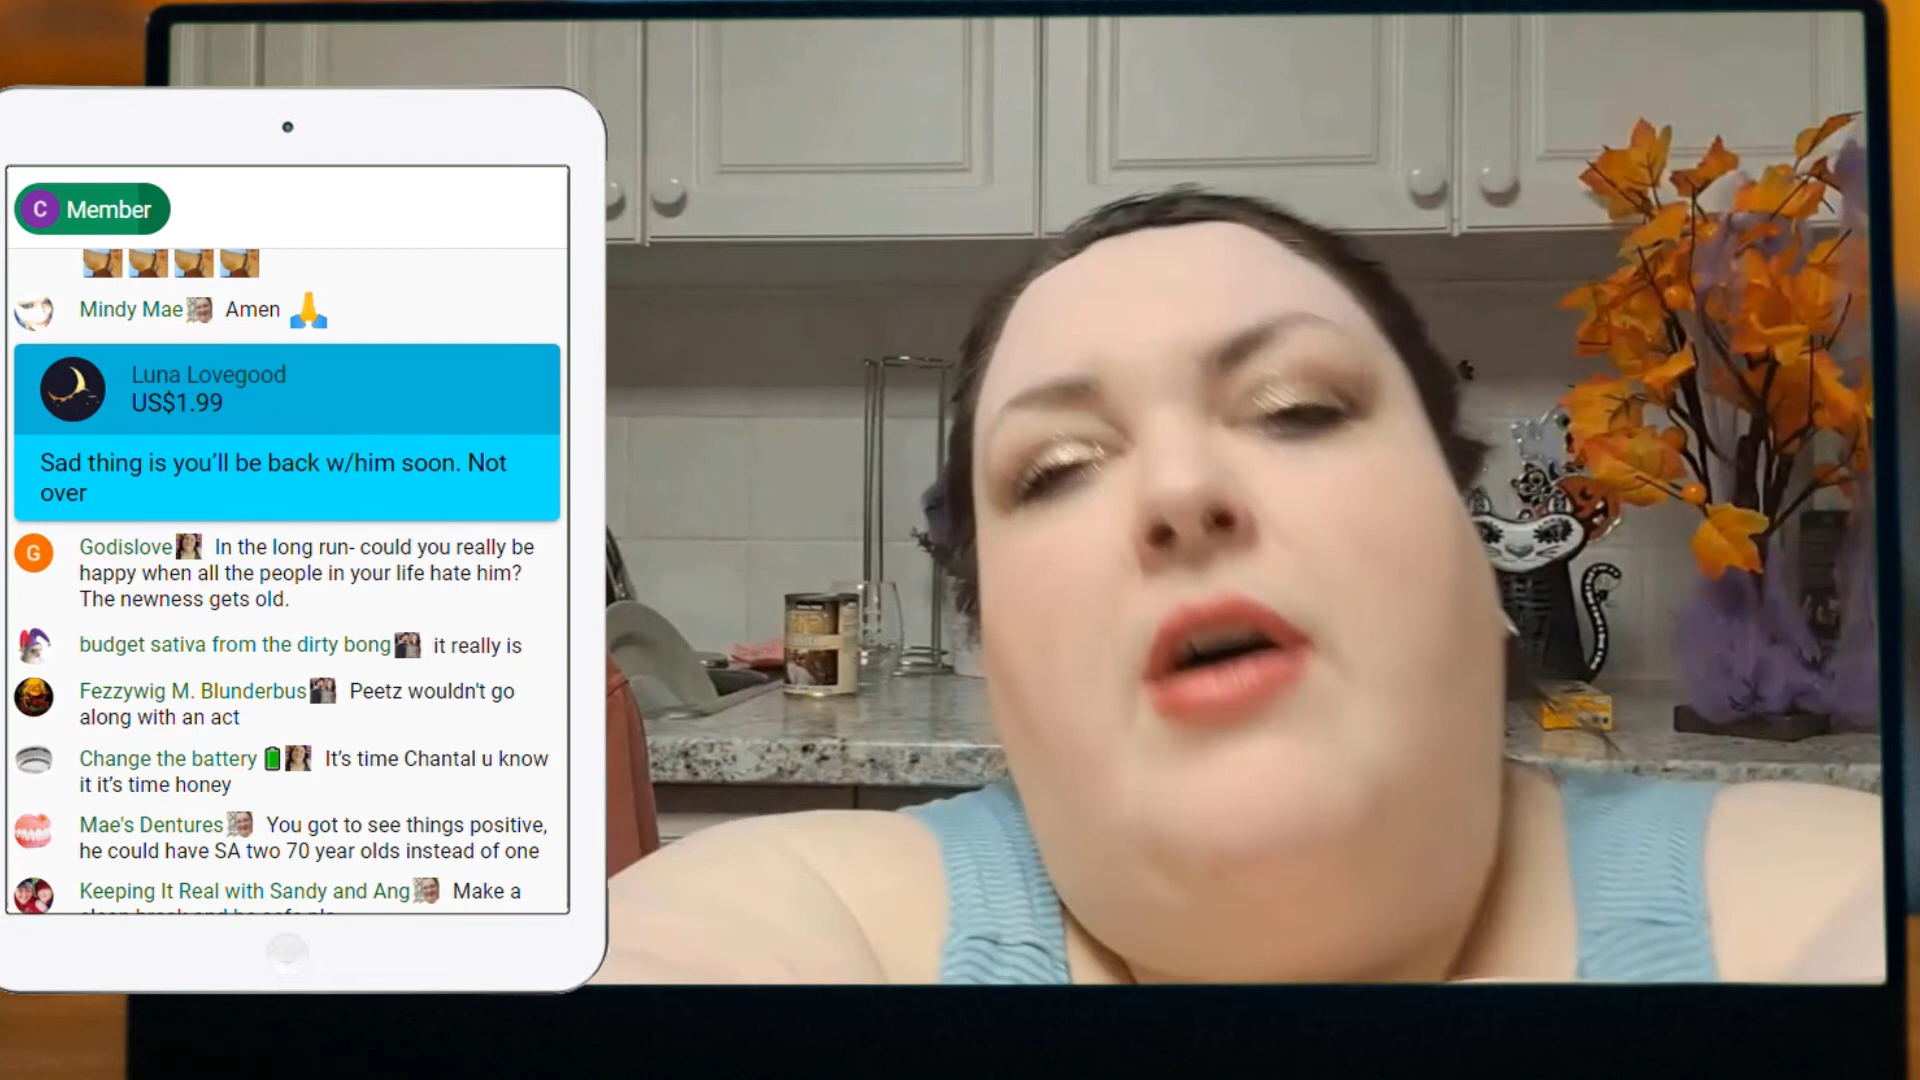 C Member
Mindy Mae Amen
Luna Lovegood
US$1.99
Sad thing is you'll be back w/him soon. Not
over
G Godislove In the long run- could you really be
happy when all the people in your life hate him?
The newness gets old.
budget sativa from the dirty bong it really is
Fezzywig M. Blunderbus Peetz wouldn't go
along with an act
Change the battery It's time Chantal u know
it it's time honey
Mae's Dentures You got to see things positive,
he could have SA two 70 year olds instead of one
Keeping It Real with Sandy and Ang Make a